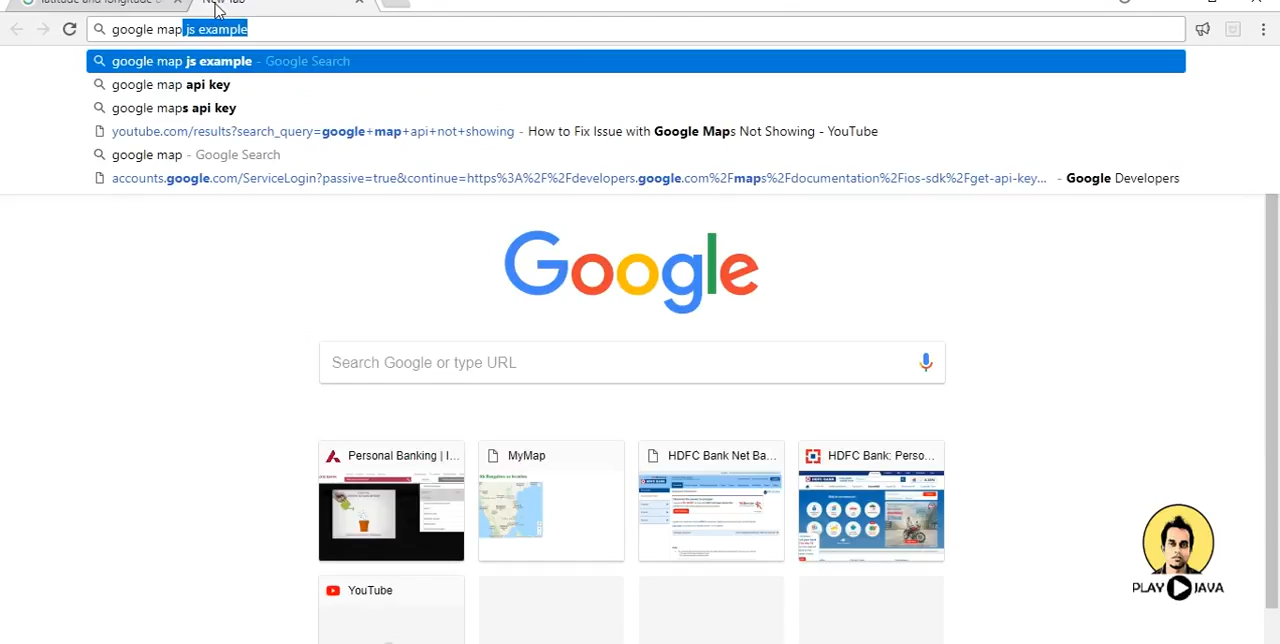 latitude and longitude
New Tab
google map js example
google map js example - Google Search
google map api key
google maps api key
youtube.com/results?search_query=google+map+api+not+showing - How to Fix Issue with Google Maps Not Showing - YouTube
google map - Google Search
accounts.google.com/ServiceLogin?passive=true&continue=https%3A%2F%2Fdevelopers.google.com%2Fmaps%2Fdocumentation%2Fios-sdk%2Fget-api-key... - Google Developers
Google
Search Google or type URL
Personal Banking | I...
MyMap
HDFC Bank Net Ba...
HDFC Bank: Perso...
YouTube
PLAY JAVA